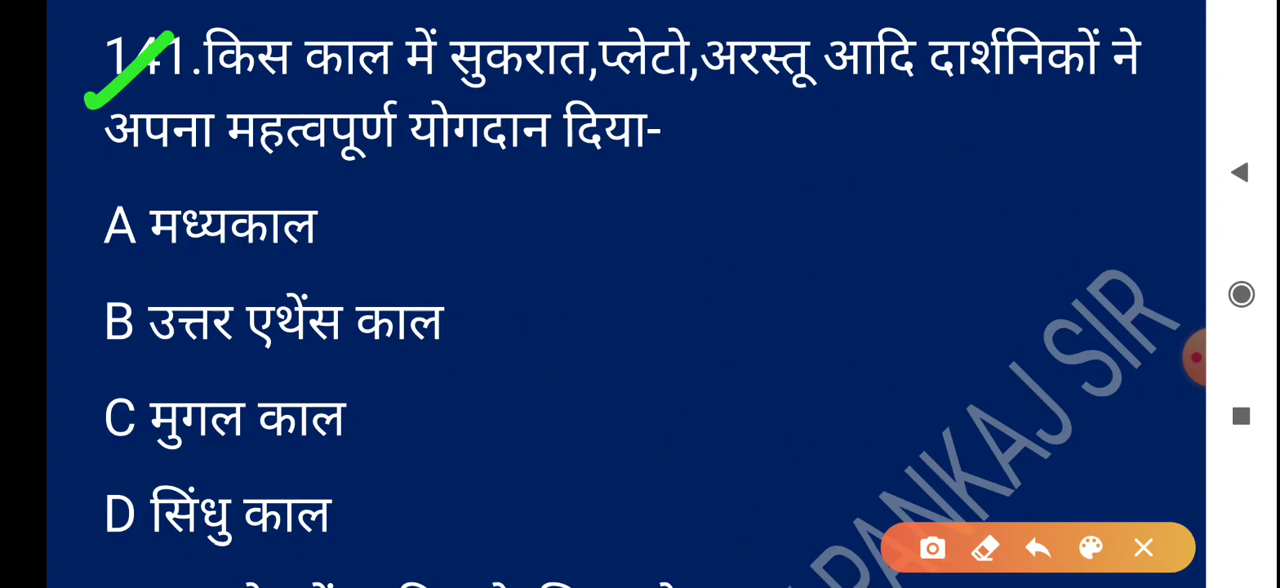 141.किस काल में सुकरात,प्लेटो,अरस्तू आदि दार्शनिकों ने
अपना महत्वपूर्ण योगदान दिया-
A मध्यकाल
B उत्तर एथेंस काल
C मुगल काल
D सिंधु काल
PANKAJ SIR